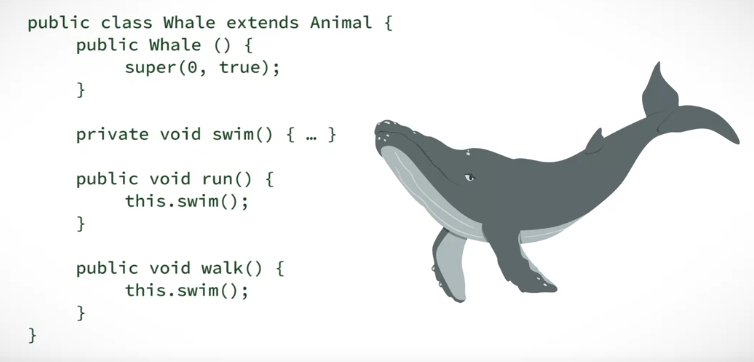 public class Whale extends Animal {
public Whale () {
super(0, true);
}
private void swim() { … }
public void run() {
this.swim();
}
public void walk() {
this.swim();
}
}